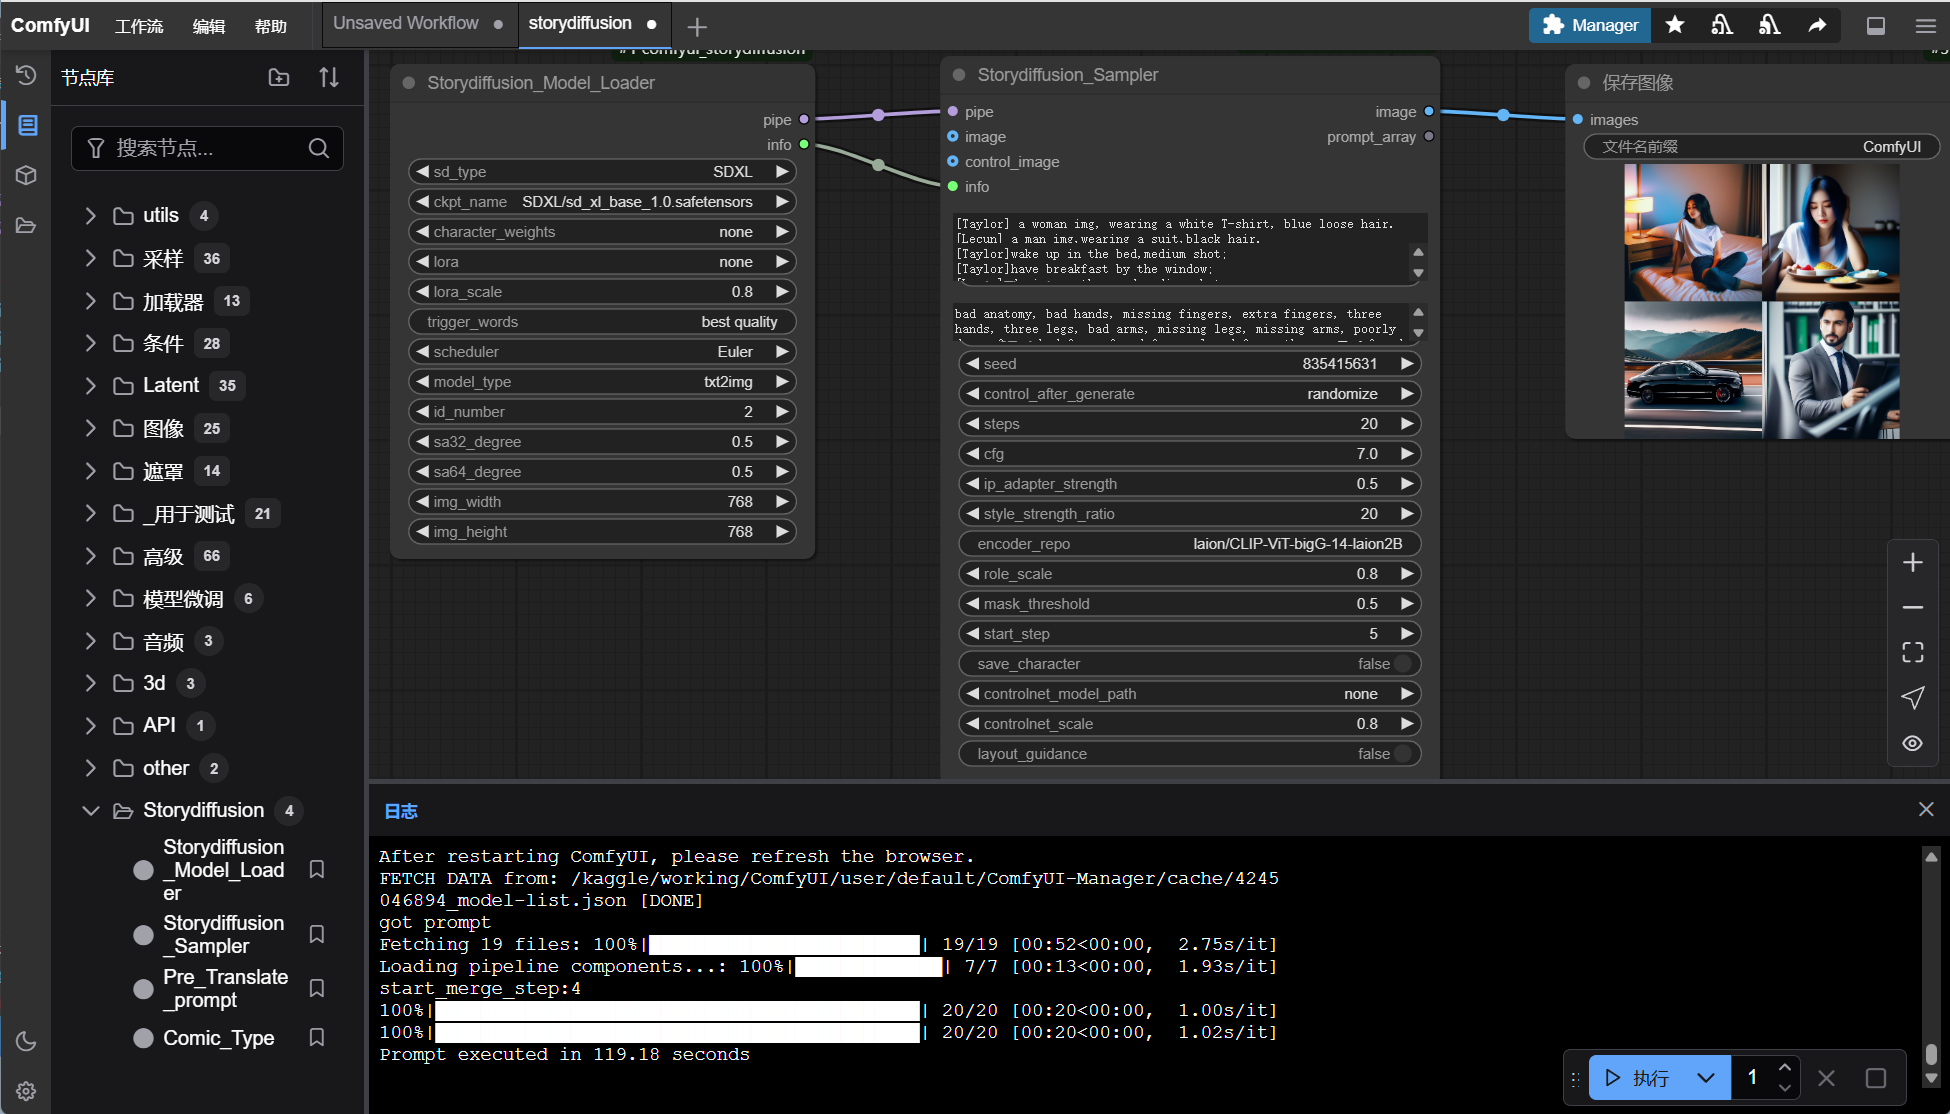 ComfyUI 工作流 编辑 帮助 Unsaved Workflow storydiffusion Manager
节点库
搜索节点...
utils 4
采样 36
加载器 13
条件 28
Latent 35
图像 25
遮罩 14
_用于测试 21
高级 66
模型微调 6
音频 3
3d 3
API 1
other 2
Storydiffusion 4
Storydiffusion
_Model_Load
er
Storydiffusion
_Sampler
Pre_Translate
_prompt
Comic_Type
Storydiffusion_Model_Loader
pipe
info
sd_type SDXL
ckpt_name SDXL/sd_xl_base_1.0.safetensors
character_weights none
lora none
lora_scale 0.8
trigger_words best quality
scheduler Euler
model_type txt2img
id_number 2
sa32_degree 0.5
sa64_degree 0.5
img_width 768
img_height 768
Storydiffusion_Sampler
pipe image
image prompt_array
control_image
info
[Taylor] a woman img, wearing a white T-shirt, blue loose hair.
[Lecun] a man img,wearing a suit,black hair.
[Taylor]wake up in the bed,medium shot;
[Taylor]have breakfast by the window;
bad anatomy, bad hands, missing fingers, extra fingers, three
hands, three legs, bad arms, missing legs, missing arms, poorly
seed 835415631
control_after_generate randomize
steps 20
cfg 7.0
ip_adapter_strength 0.5
style_strength_ratio 20
encoder_repo laion/CLIP-ViT-bigG-14-laion2B
role_scale 0.8
mask_threshold 0.5
start_step 5
save_character false
controlnet_model_path none
controlnet_scale 0.8
layout_guidance false
保存图像
images
文件名前缀 ComfyUI
日志
After restarting ComfyUI, please refresh the browser.
FETCH DATA from: /kaggle/working/ComfyUI/user/default/ComfyUI-Manager/cache/4245
046894_model-list.json [DONE]
got prompt
Fetching 19 files: 100%| | 19/19 [00:52<00:00, 2.75s/it]
Loading pipeline components...: 100%| | 7/7 [00:13<00:00, 1.93s/it]
start_merge_step:4
100%| | 20/20 [00:20<00:00, 1.00s/it]
100%| | 20/20 [00:20<00:00, 1.02s/it]
Prompt executed in 119.18 seconds
执行 1